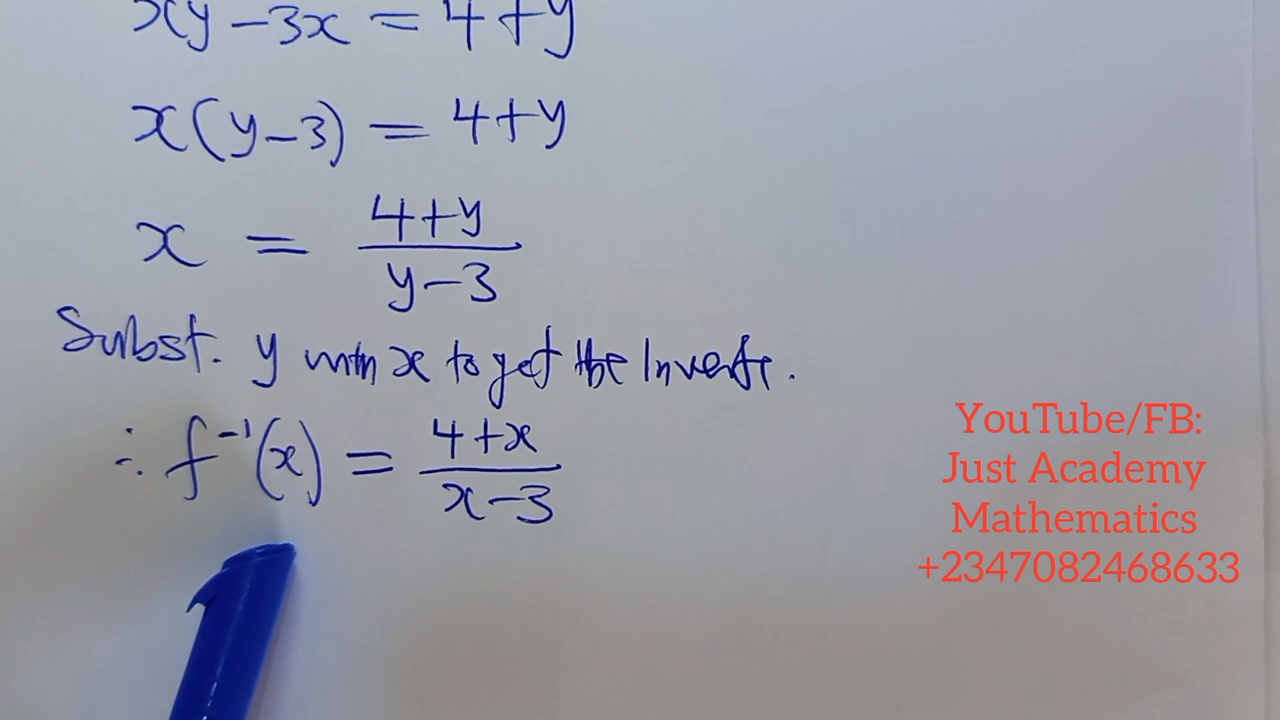 xy - 3x = 4+y
x(y-3) = 4+y
x = (4+y)/(y-3)
Subst. y with x to get the Inverse.
∴ f⁻¹(x) = (4+x)/(x-3)
YouTube/FB:
Just Academy
Mathematics
+2347082468633